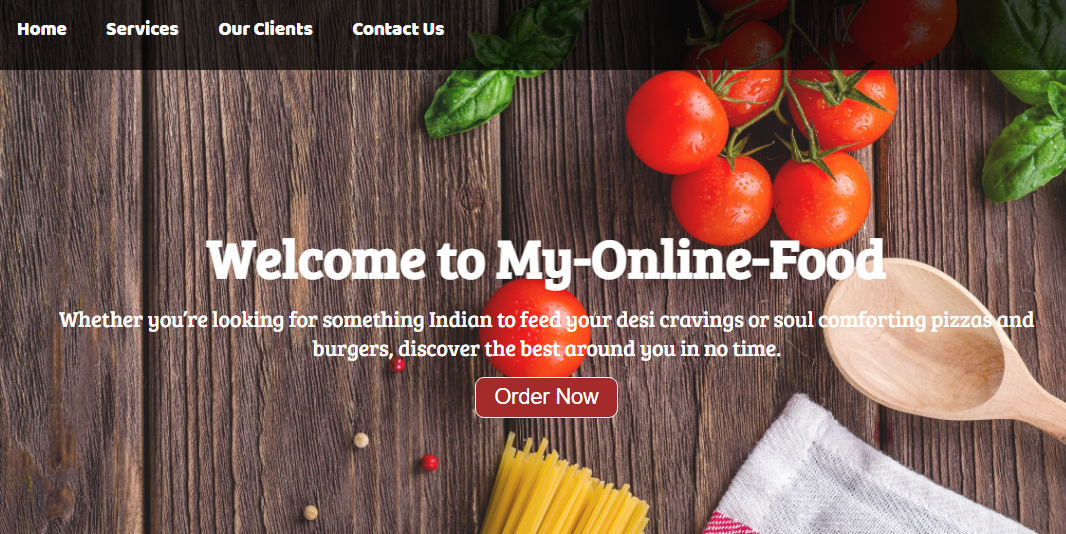 Home Services Our Clients Contact Us
Welcome to My-Online-Food
Whether you're looking for something Indian to feed your desi cravings or soul comforting pizzas and
burgers, discover the best around you in no time.
Order Now